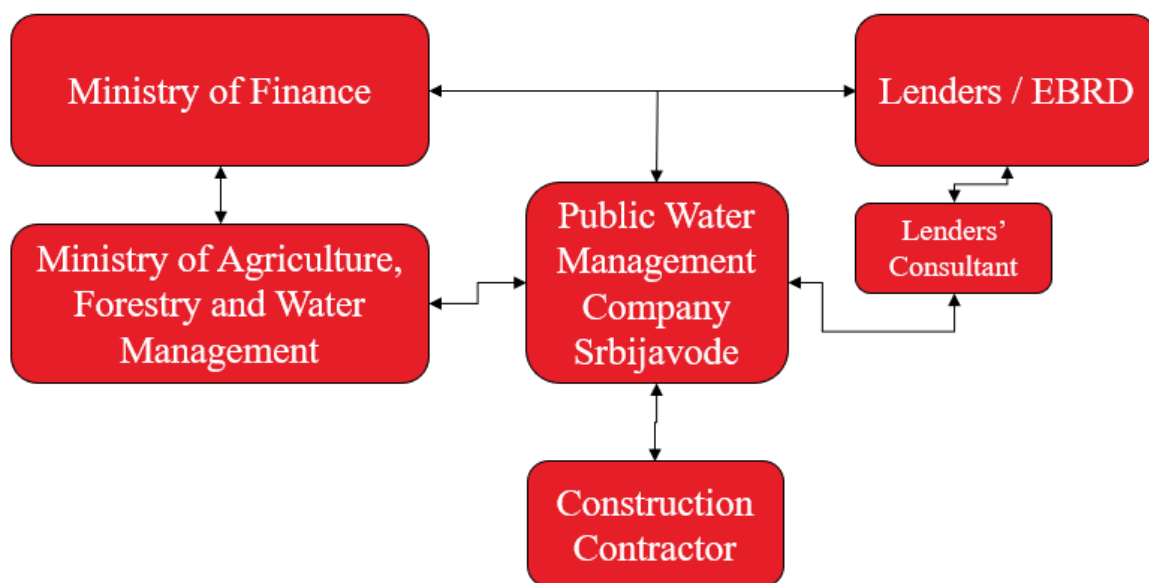 Ministry of Finance
Lenders / EBRD
Ministry of Agriculture,
Forestry and Water
Management
Public Water
Management
Company
Srbijavode
Lenders’
Consultant
Construction
Contractor